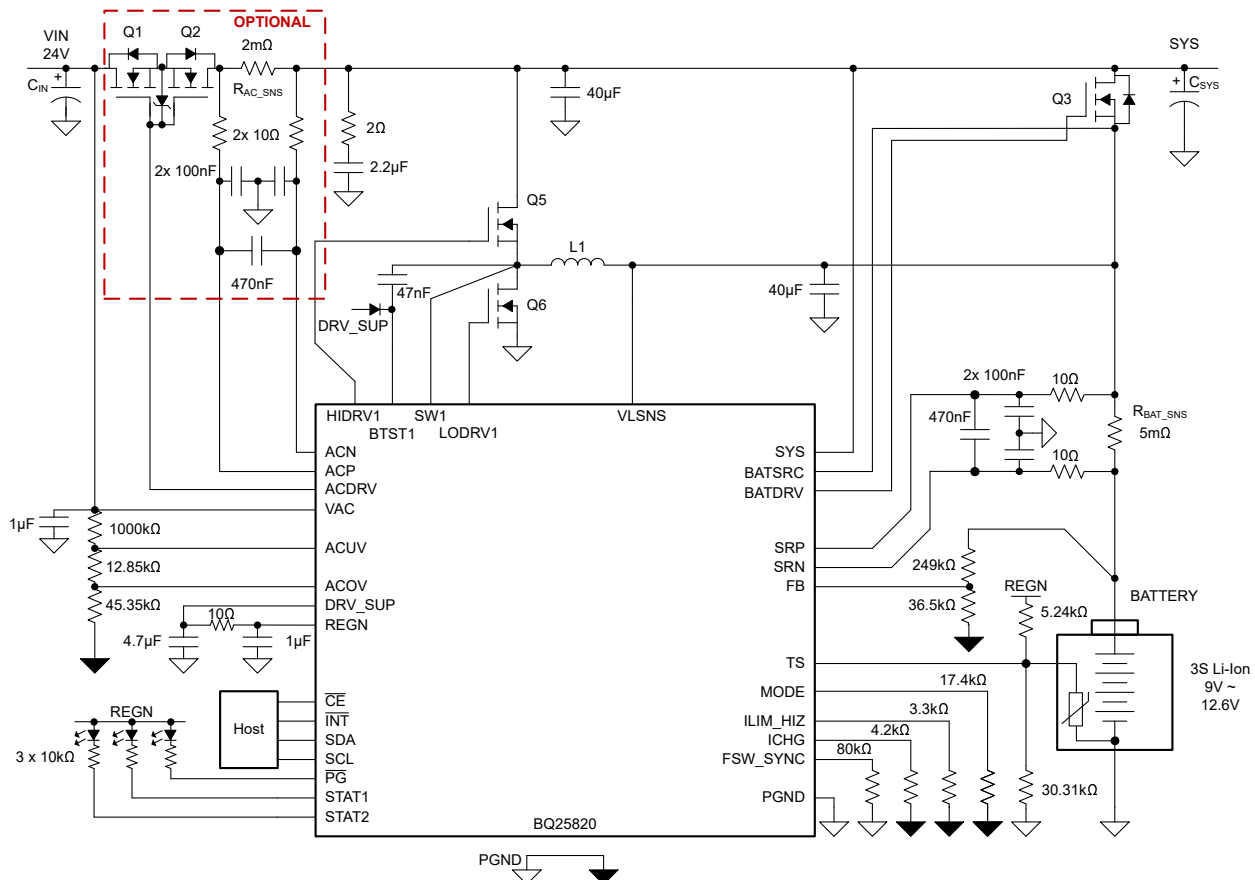 OPTIONAL
VIN
24V
Q1
Q2
2mΩ
R_AC_SNS
C_IN
+
2x 10Ω
2x 100nF
470nF
2Ω
2.2µF
40µF
SYS
Q3
+
C_SYS
Q5
L1
47nF
DRV_SUP
Q6
40µF
2x 100nF
10Ω
470nF
R_BAT_SNS
5mΩ
10Ω
HIDRV1
BTST1
SW1
LODRV1
VLSNS
ACN
ACP
ACDRV
VAC
ACUV
ACOV
DRV_SUP
REGN
CE
INT
SDA
SCL
PG
STAT1
STAT2
SYS
BATSRC
BATDRV
SRP
SRN
FB
TS
MODE
ILIM_HIZ
ICHG
FSW_SYNC
PGND
BQ25820
1µF
1000kΩ
12.85kΩ
45.35kΩ
10Ω
4.7µF
1µF
Host
REGN
3 x 10kΩ
249kΩ
36.5kΩ
REGN
5.24kΩ
BATTERY
3S Li-Ion
9V ~
12.6V
17.4kΩ
3.3kΩ
4.2kΩ
80kΩ
30.31kΩ
PGND